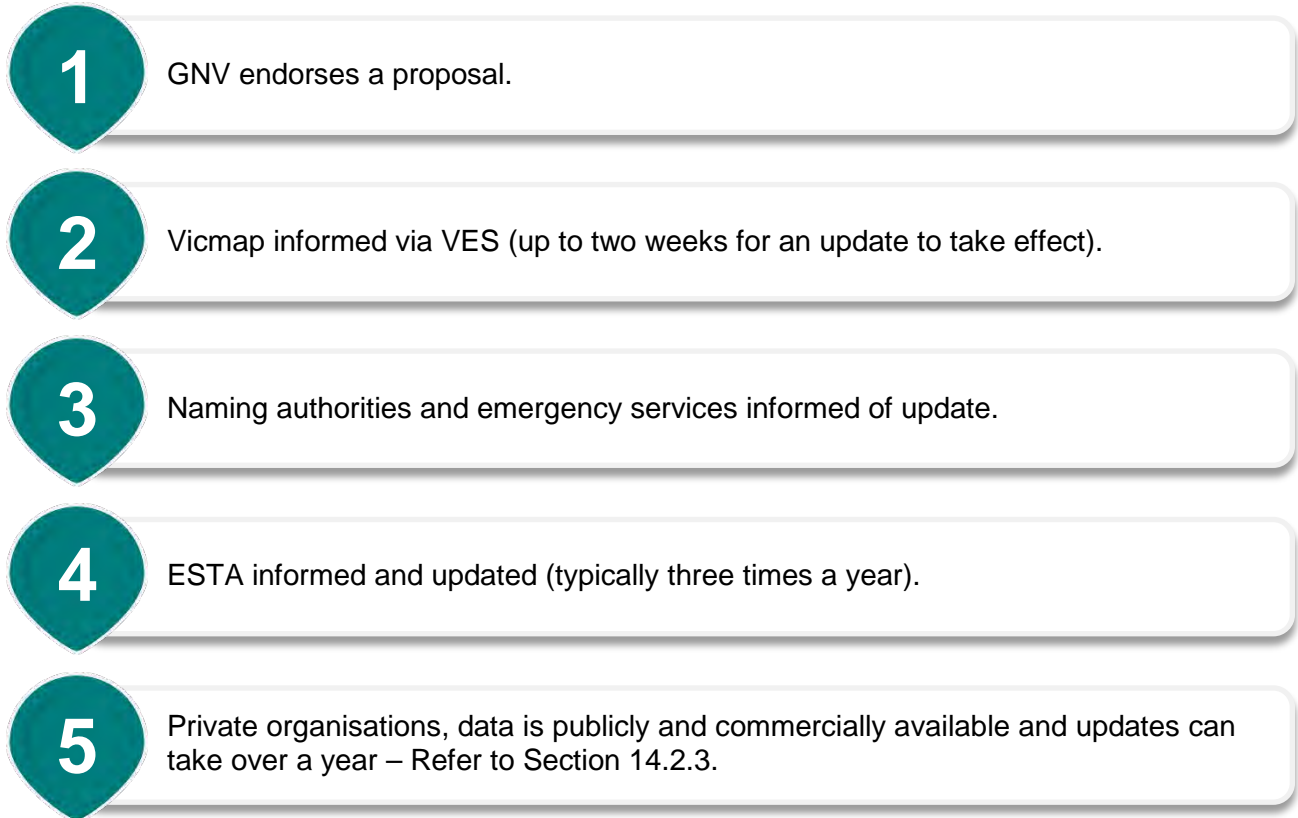 1
GNV endorses a proposal.
2
Vicmap informed via VES (up to two weeks for an update to take effect).
3
Naming authorities and emergency services informed of update.
4
ESTA informed and updated (typically three times a year).
5
Private organisations, data is publicly and commercially available and updates can
take over a year – Refer to Section 14.2.3.